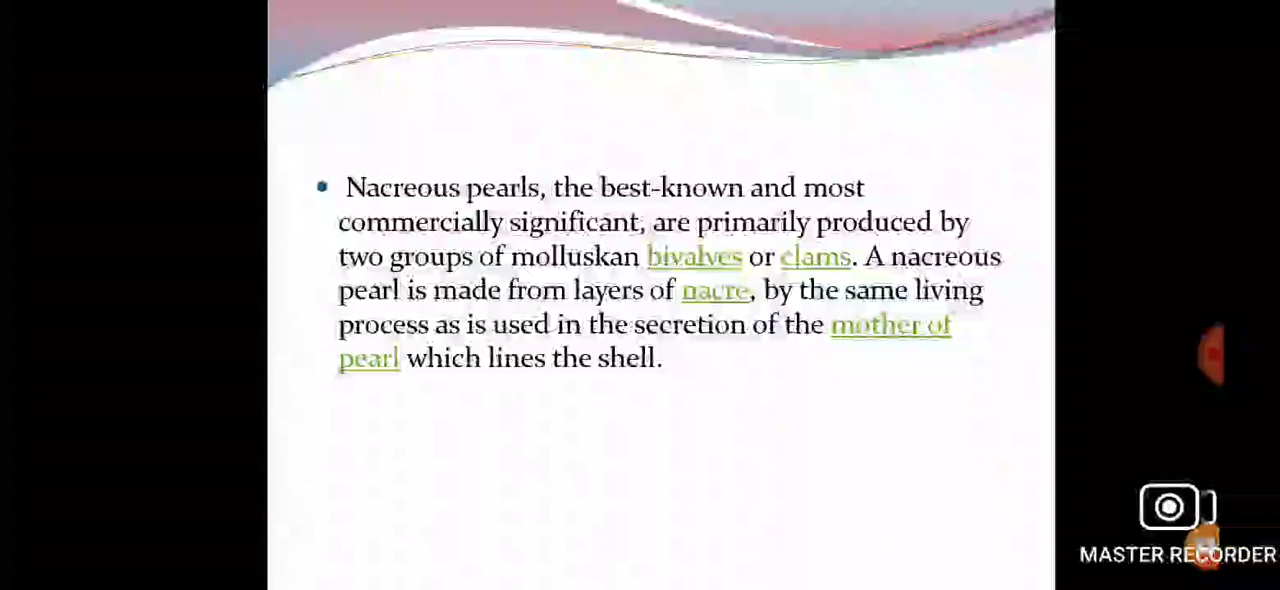 Nacreous pearls, the best-known and most
commercially significant, are primarily produced by
two groups of molluskan bivalves or clams. A nacreous
pearl is made from layers of nacre, by the same living
process as is used in the secretion of the mother of
pearl which lines the shell.
MASTER RECORDER